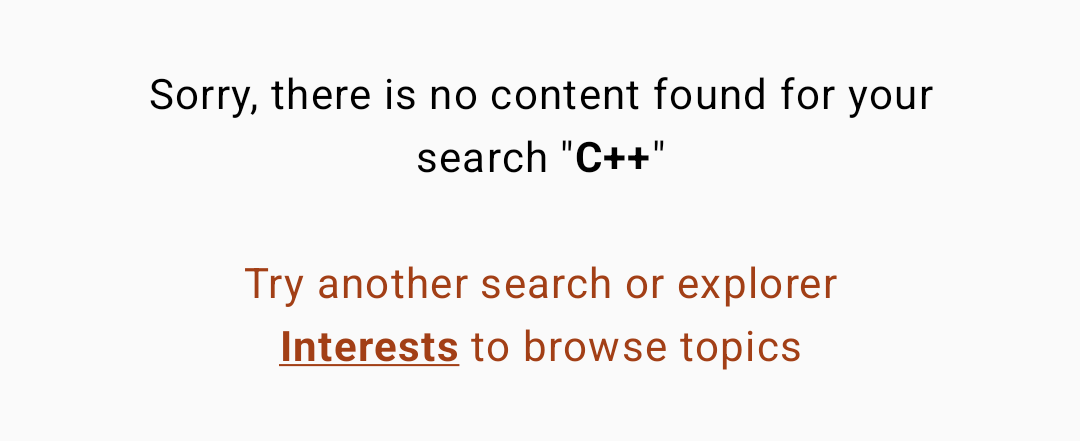 Sorry, there is no content found for your
search "C++"
Try another search or explorer
Interests to browse topics